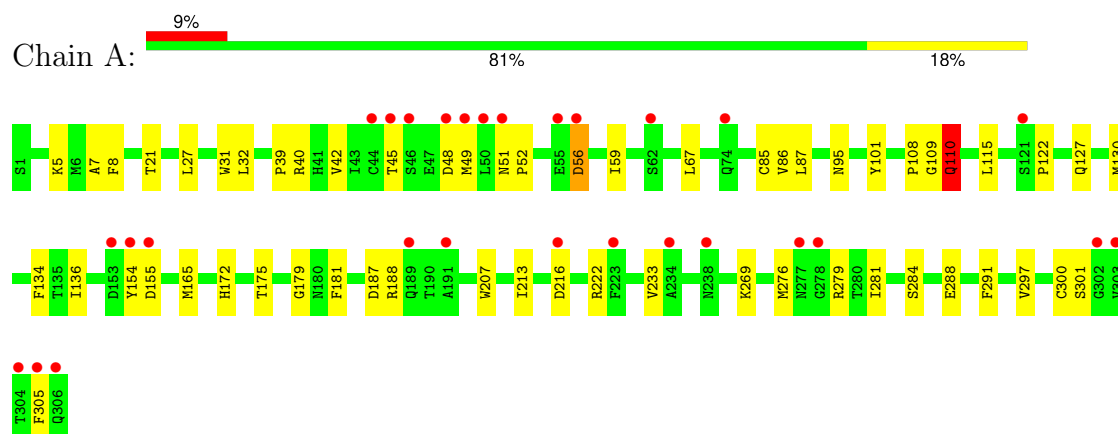 9%
Chain A:
81% 18%
S1 K5 M6 A7 F8 T21 L27 W31 L32 P39 R40 H41 V42 I43 C44 T45 S46 E47 D48 M49 L50 N51 P52 E55 D56 I59 S62 L67 Q74 C85 V86 L87 N95 Y101 P108 G109 Q110 L115 S121 P122 Q127 M130
F134 T135 I136 D153 Y154 D155 M165 H172 T175 G179 N180 F181 D187 R188 Q189 T190 A191 W207 I213 D216 R222 F223 V233 A234 N238 K269 M276 N277 G278 R279 T280 I281 S284 E288 F291 V297 C300 S301 G302 V303
T304 F305 Q306